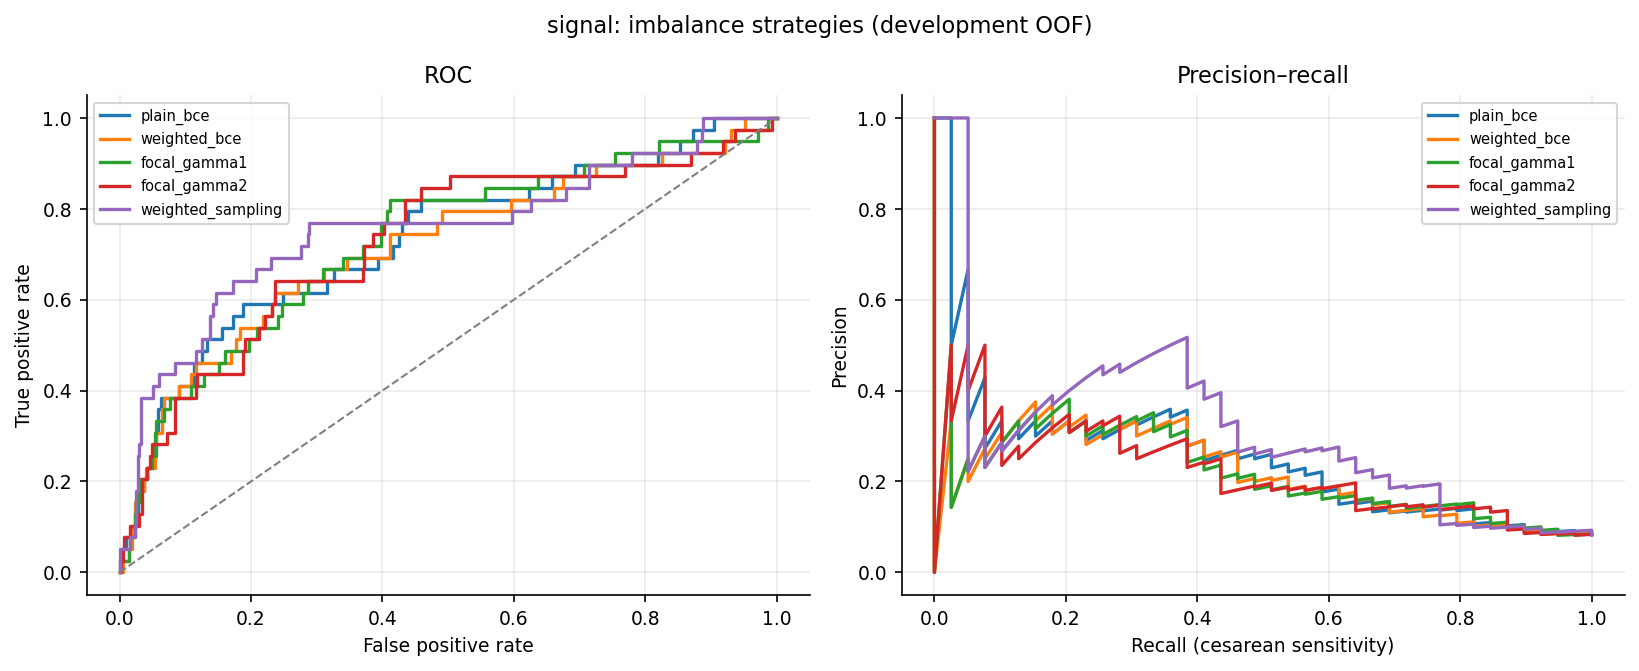 signal: imbalance strategies (development OOF)
ROC
1.0
0.8
0.6
0.4
0.2
0.0
True positive rate
plain_bce
weighted_bce
focal_gamma1
focal_gamma2
weighted_sampling
0.0 0.2 0.4 0.6 0.8 1.0
False positive rate
Precision–recall
1.0
0.8
0.6
0.4
0.2
0.0
Precision
plain_bce
weighted_bce
focal_gamma1
focal_gamma2
weighted_sampling
0.0 0.2 0.4 0.6 0.8 1.0
Recall (cesarean sensitivity)